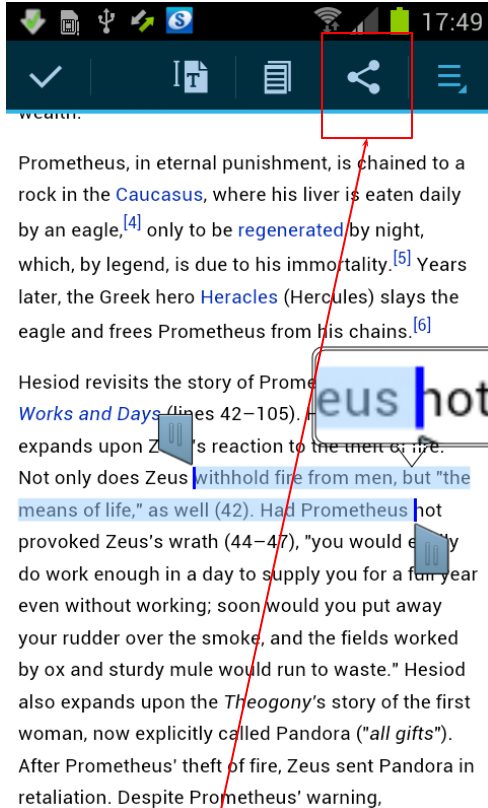 17:49
T
wealth.
Prometheus, in eternal punishment, is chained to a
rock in the Caucasus, where his liver is eaten daily
by an eagle,[4] only to be regenerated by night,
which, by legend, is due to his immortality.[5] Years
later, the Greek hero Heracles (Hercules) slays the
eagle and frees Prometheus from his chains.[6]
eus not
Hesiod revisits the story of Prome
Works and Days (lines 42–105). H
expands upon Z 's reaction to the theft of fire.
Not only does Zeus withhold fire from men, but "the
means of life," as well (42). Had Prometheus not
provoked Zeus's wrath (44–47), "you would e ly
do work enough in a day to supply you for a full year
even without working; soon would you put away
your rudder over the smoke, and the fields worked
by ox and sturdy mule would run to waste." Hesiod
also expands upon the Theogony's story of the first
woman, now explicitly called Pandora ("all gifts").
After Prometheus' theft of fire, Zeus sent Pandora in
retaliation. Despite Prometheus' warning,